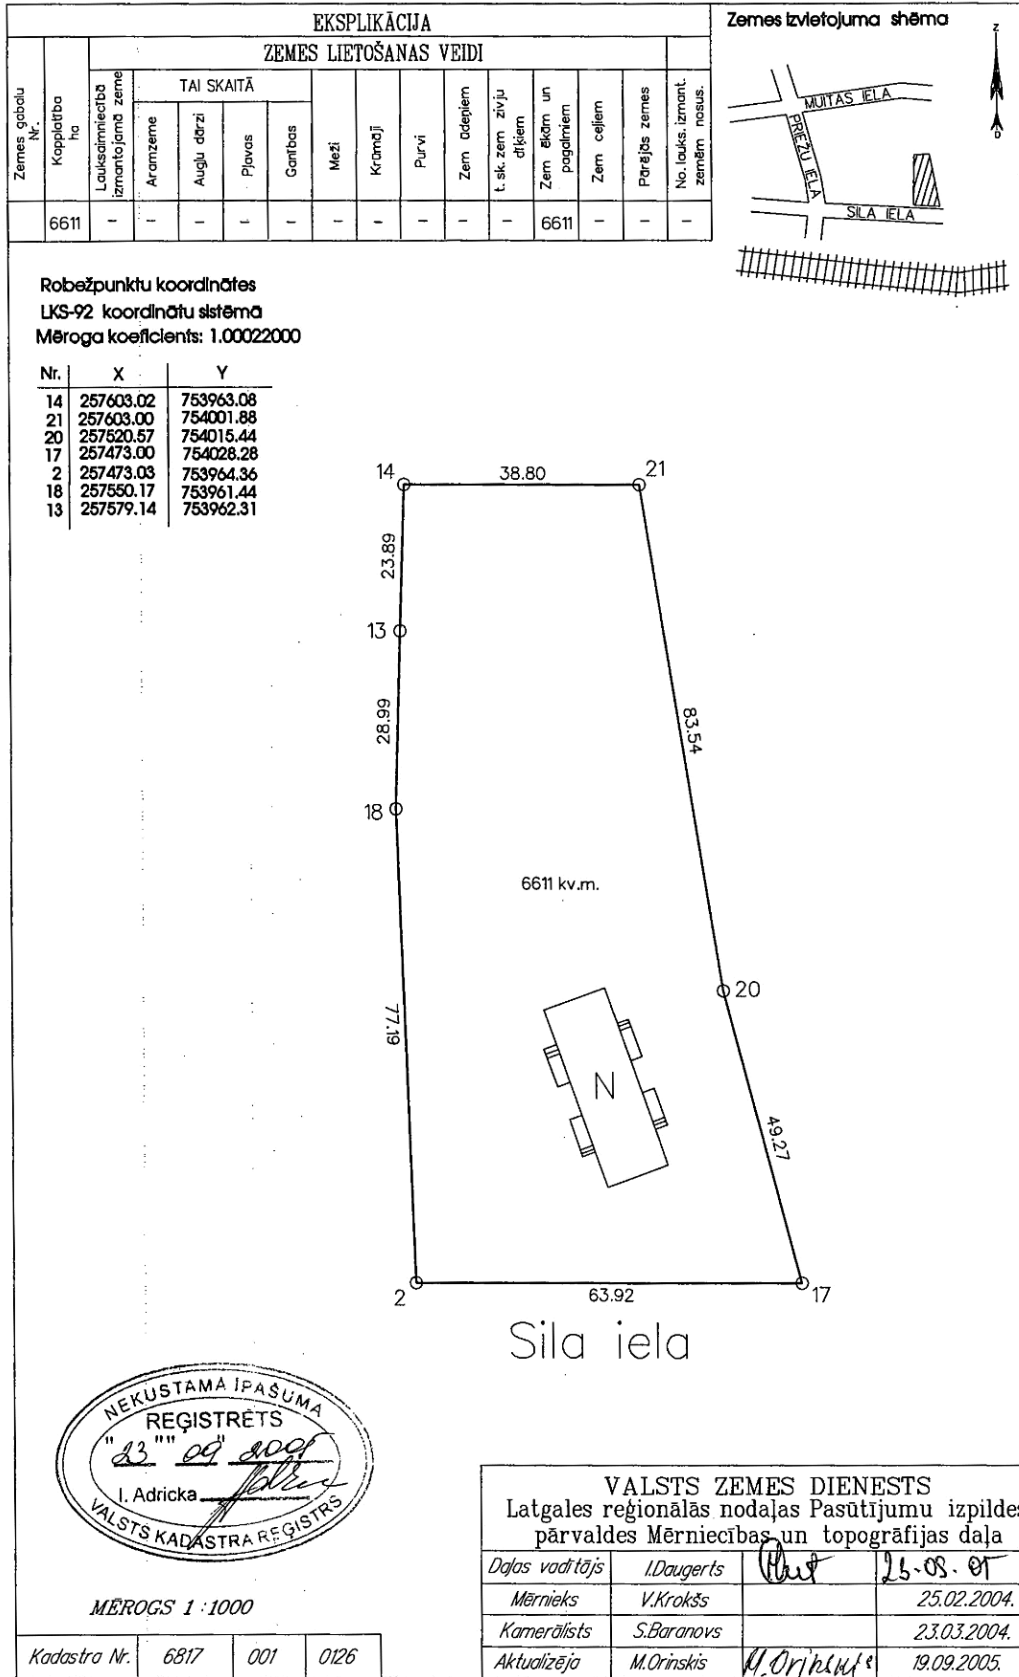 EKSPLIKĀCIJA
ZEMES LIETOŠANAS VEIDI
Zemes gabalu Nr.
Kopplatība ha
Lauksaimniecībā izmantojamā zeme
TAI SKAITĀ
Aramzeme
Augļu dārzi
Pļavas
Ganības
Meži
Krūmāji
Purvi
Zem ūdeņiem
t. sk. zem zivju dīķiem
Zem ēkām un pagalmiem
Zem ceļiem
Pārējās zemes
No. lauks. izmant. zemēm nosus.
6611 – – – – – – – – – – 6611 – – –
Zemes izvietojuma shēma
Z
D
MUITAS IELA
PRIEŽU IELA
SILA IELA
Robežpunktu koordinātes
LKS-92 koordinātu sistēmā
Mēroga koeficients: 1.00022000
Nr. X Y
14 257603.02 753963.08
21 257603.00 754001.88
20 257520.57 754015.44
17 257473.00 754028.28
2 257473.03 753964.36
18 257550.17 753961.44
13 257579.14 753962.31
14
38.80
21
23.89
13
28.99
83.54
18
6611 kv.m.
77.19
20
N
49.27
2
63.92
17
Sila iela
NEKUSTAMĀ ĪPAŠUMA
REĢISTRĒTS
"23" "09" 2005
I. Adricka
VALSTS KADASTRA REĢISTRS
MĒROGS 1 :1000
Kadastra Nr. 6817 001 0126
VALSTS ZEMES DIENESTS
Latgales reģionālās nodaļas Pasūtījumu izpildes
pārvaldes Mērniecības un topogrāfijas daļa
Daļas vadītājs I.Daugerts
Mērnieks V.Krokšs 25.02.2004.
Kamerālists S.Baranovs 23.03.2004.
Aktualizēja M.Orinskis M.Orinskis 19.09.2005.